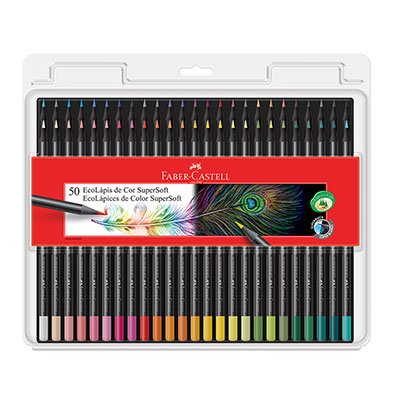 FABER-CASTELL
50 EcoLápis de Cor SuperSoft
EcoLápices de Color SuperSoft